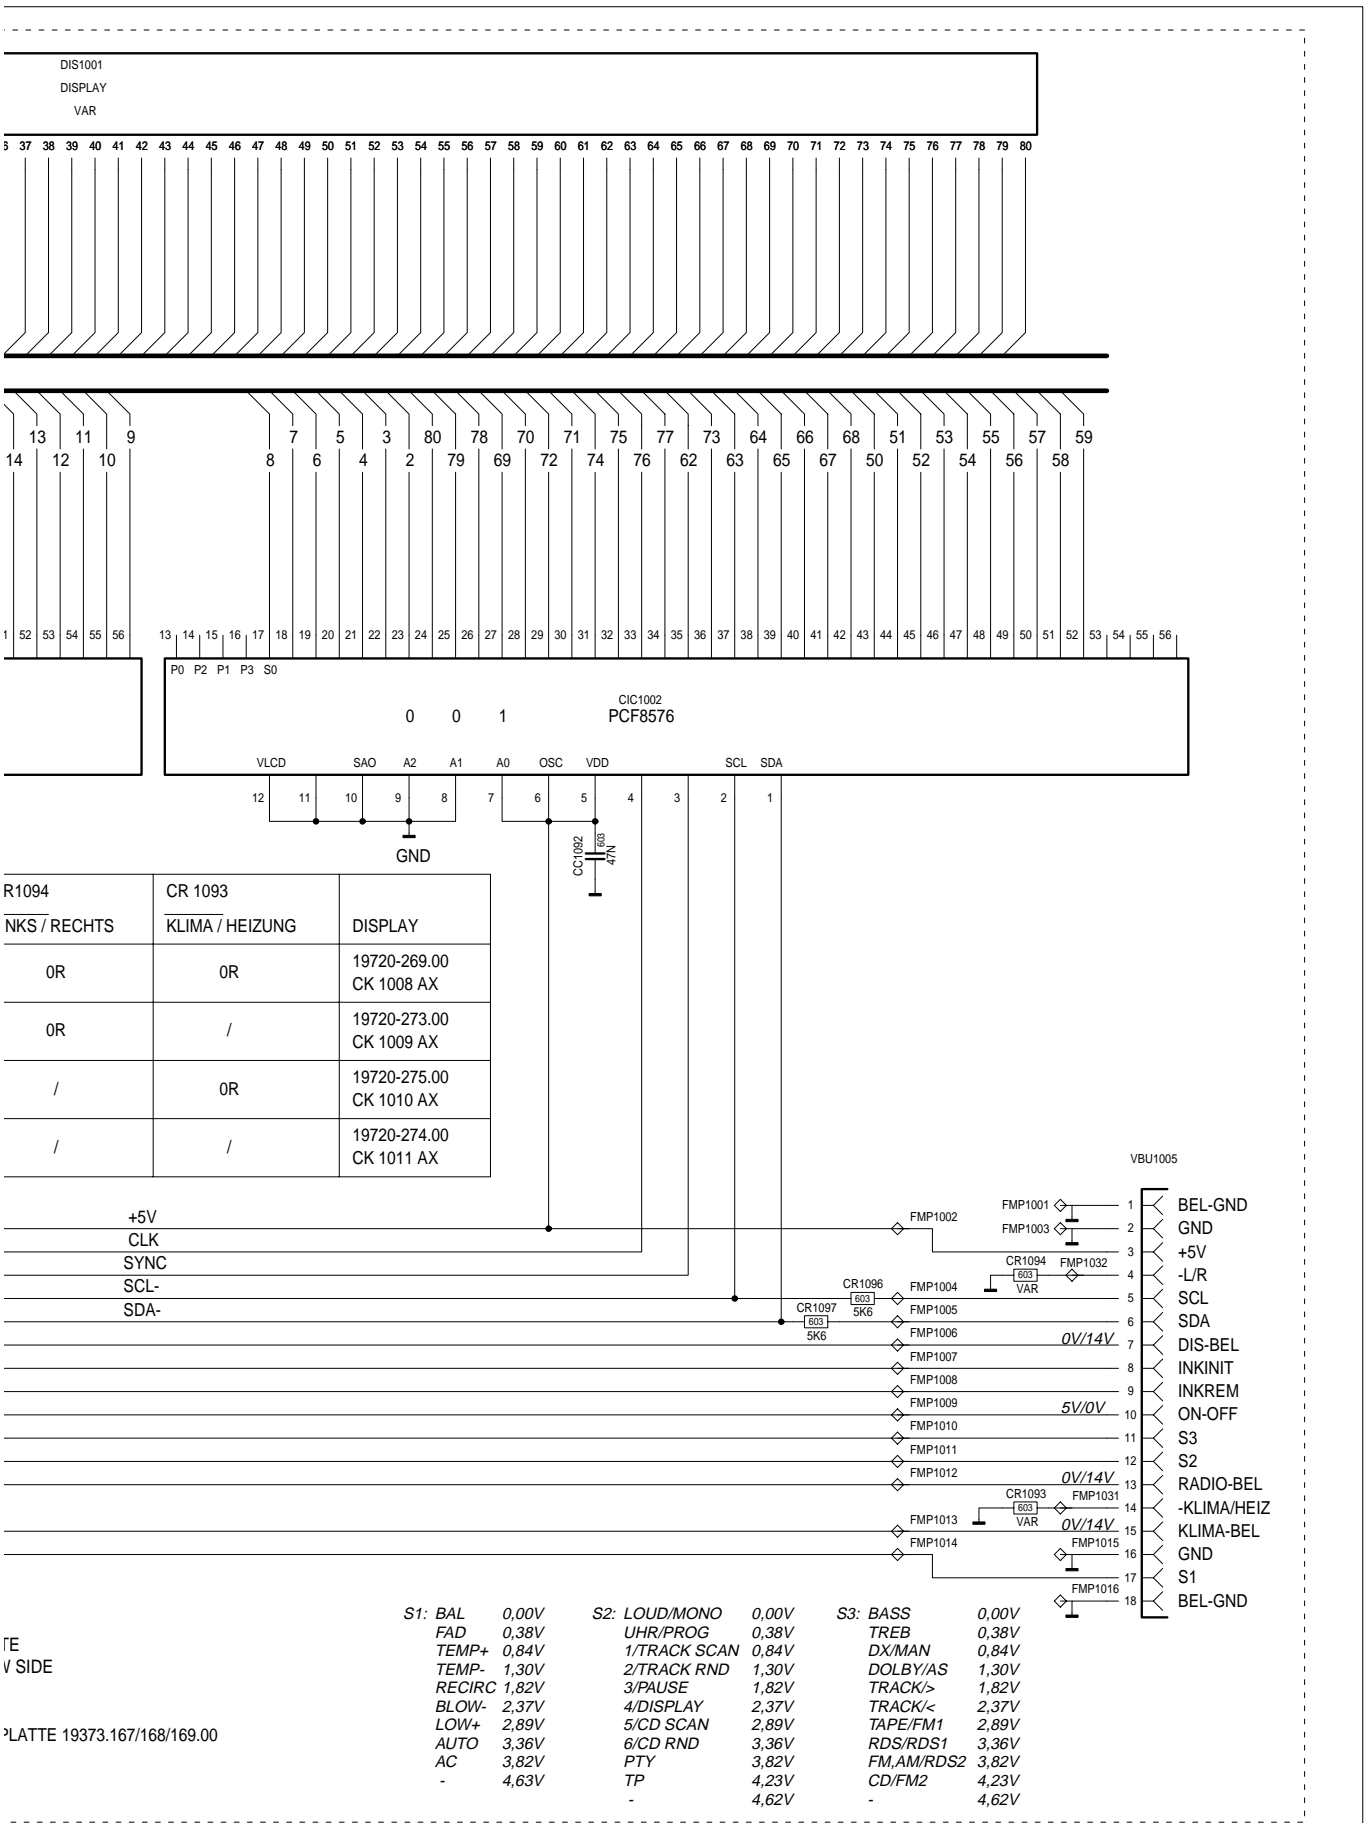 DIS1001
DISPLAY
VAR
37 38 39 40 41 42 43 44 45 46 47 48 49 50 51 52 53 54 55 56 57 58 59 60 61 62 63 64 65 66 67 68 69 70 71 72 73 74 75 76 77 78 79 80
13 11 9 7 5 3 80 78 70 71 75 77 73 64 66 68 51 53 55 57 59
14 12 10 8 6 4 2 79 69 72 74 76 62 63 65 67 50 52 54 56 58
1 52 53 54 55 56 13 14 15 16 17 18 19 20 21 22 23 24 25 26 27 28 29 30 31 32 33 34 35 36 37 38 39 40 41 42 43 44 45 46 47 48 49 50 51 52 53 54 55 56
P0 P2 P1 P3 S0
CIC1002
0 0 1 PCF8576
VLCD SAO A2 A1 A0 OSC VDD SCL SDA
12 11 10 9 8 7 6 5 4 3 2 1
GND
CC1092
603
47N
R1094 CR 1093
NKS / RECHTS KLIMA / HEIZUNG DISPLAY
0R 0R 19720-269.00
CK 1008 AX
0R / 19720-273.00
CK 1009 AX
/ 0R 19720-275.00
CK 1010 AX
/ / 19720-274.00
CK 1011 AX
VBU1005
FMP1001 1 BEL-GND
+5V FMP1002 FMP1003 2 GND
CLK 3 +5V
SYNC CR1094 603 VAR FMP1032 4 -L/R
SCL- CR1096 603 5K6 FMP1004 5 SCL
SDA- CR1097 603 5K6 FMP1005 6 SDA
FMP1006 0V/14V 7 DIS-BEL
FMP1007 8 INKINIT
FMP1008 9 INKREM
FMP1009 5V/0V 10 ON-OFF
FMP1010 11 S3
FMP1011 12 S2
FMP1012 0V/14V 13 RADIO-BEL
CR1093 603 VAR FMP1031 14 -KLIMA/HEIZ
FMP1013 0V/14V 15 KLIMA-BEL
FMP1014 FMP1015 16 GND
17 S1
FMP1016 18 BEL-GND
S1: BAL 0,00V S2: LOUD/MONO 0,00V S3: BASS 0,00V
FAD 0,38V UHR/PROG 0,38V TREB 0,38V
TEMP+ 0,84V 1/TRACK SCAN 0,84V DX/MAN 0,84V
TEMP- 1,30V 2/TRACK RND 1,30V DOLBY/AS 1,30V
RECIRC 1,82V 3/PAUSE 1,82V TRACK/> 1,82V
BLOW- 2,37V 4/DISPLAY 2,37V TRACK/< 2,37V
LOW+ 2,89V 5/CD SCAN 2,89V TAPE/FM1 2,89V
AUTO 3,36V 6/CD RND 3,36V RDS/RDS1 3,36V
AC 3,82V PTY 3,82V FM,AM/RDS2 3,82V
- 4,63V TP 4,23V CD/FM2 4,23V
- 4,62V - 4,62V
TE
SIDE
PLATTE 19373.167/168/169.00